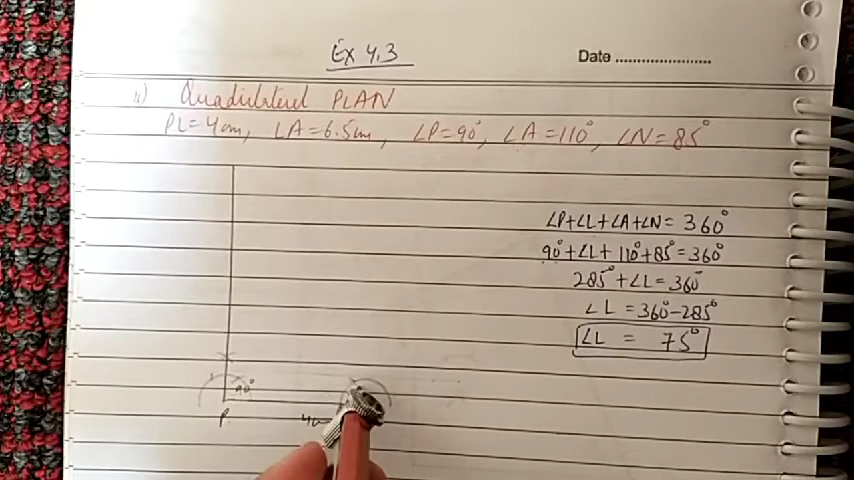 Ex 4.3
Date ........................
ii) Quadrilateral PLAN
PL=4cm, LA=6.5cm, ∠P=90°, ∠A=110°, ∠N=85°
∠P+∠L+∠A+∠N=360°
90°+∠L+110°+85°=360°
285°+∠L=360°
∠L=360°-285°
∠L = 75°
90°
P